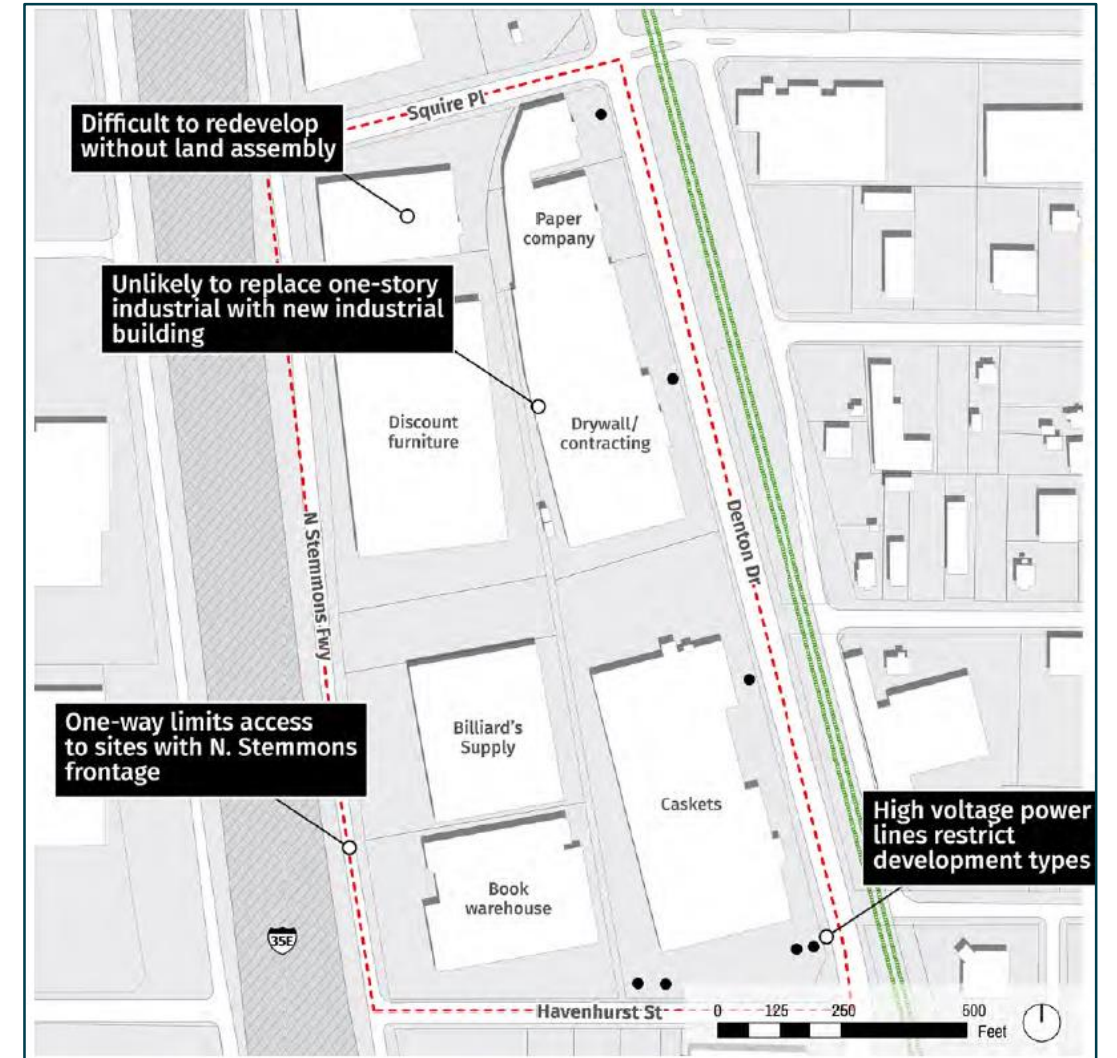 Squire Pl
Difficult to redevelop
without land assembly
Paper
company
Unlikely to replace one-story
industrial with new industrial
building
Discount
furniture
Drywall/
contracting
N Stemmons Fwy
Denton Dr
One-way limits access
to sites with N. Stemmons
frontage
Billiard's
Supply
Caskets
High voltage power
lines restrict
development types
Book
warehouse
35E
Havenhurst St
0 125 250 500
Feet